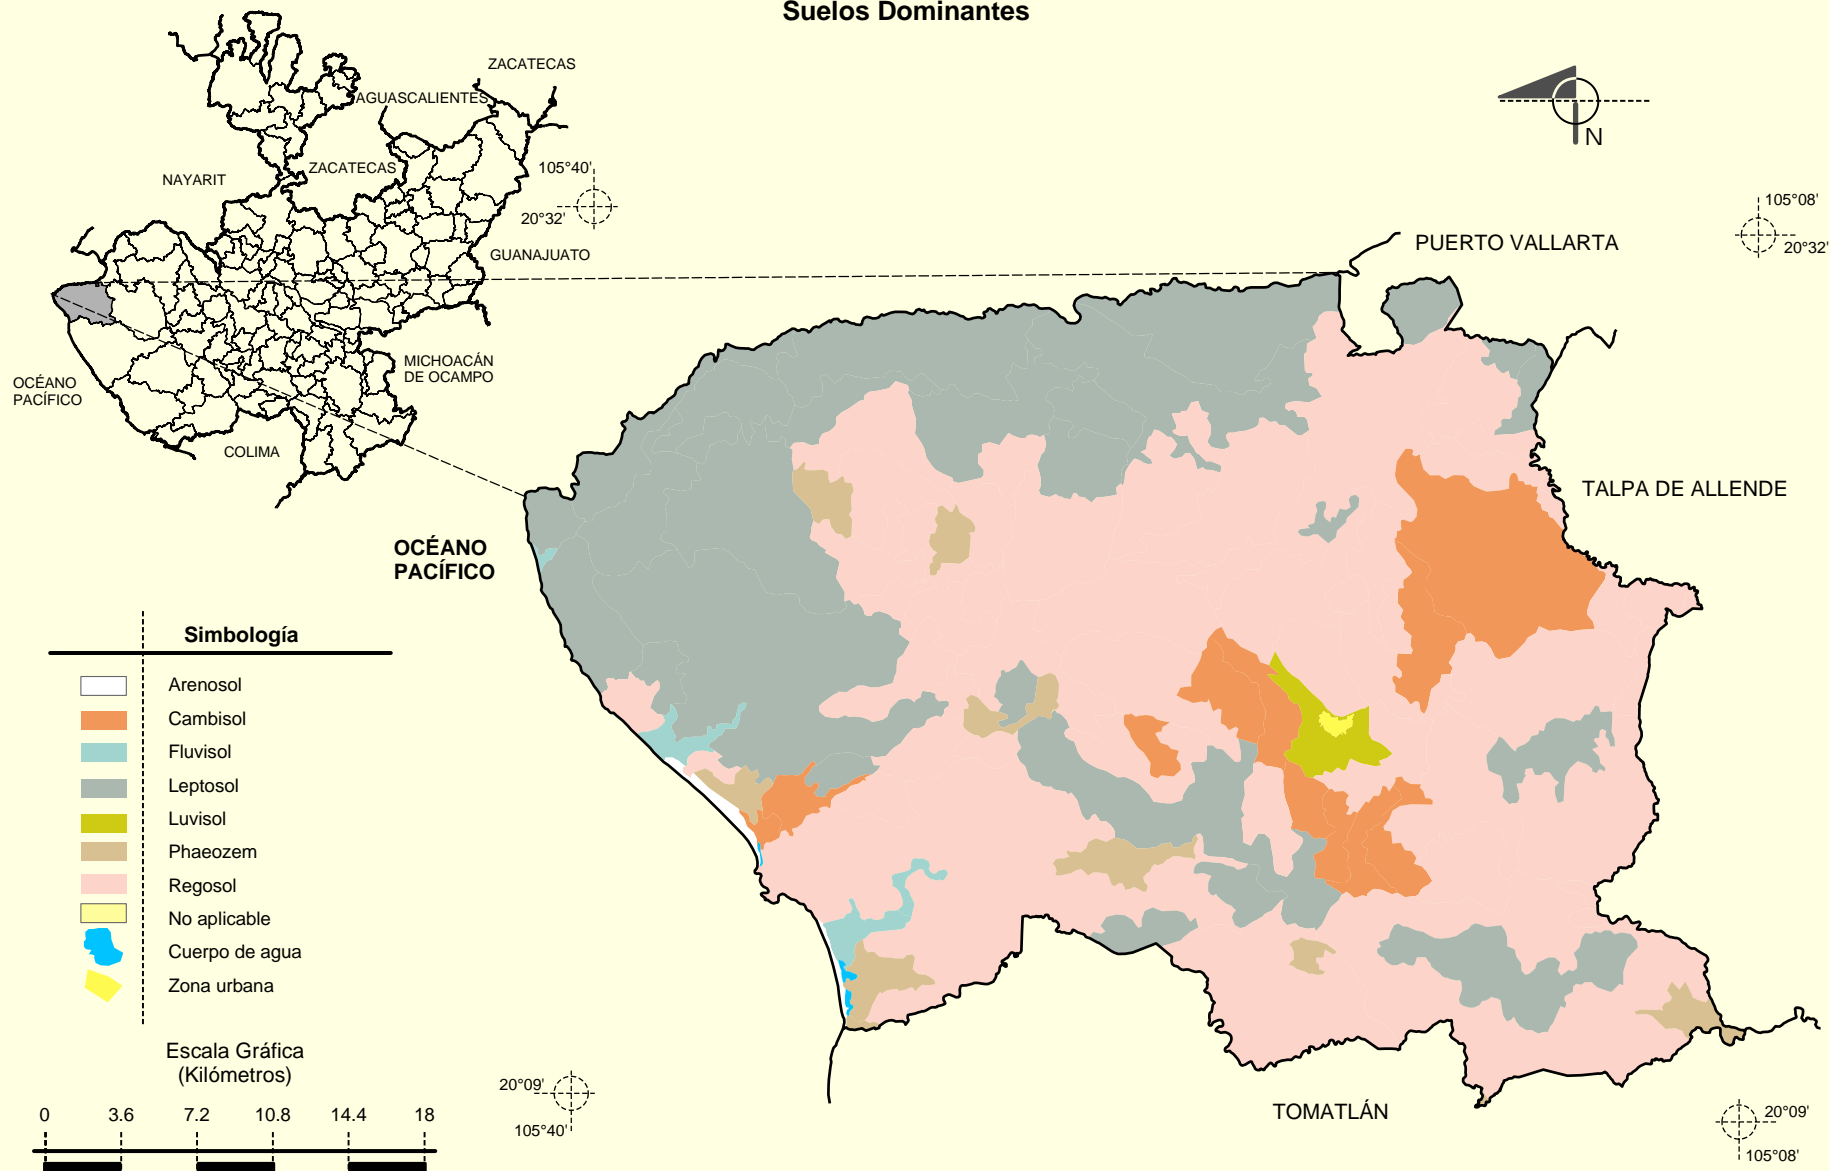 Suelos Dominantes
ZACATECAS
AGUASCALIENTES
ZACATECAS
NAYARIT
105°40'
20°32'
GUANAJUATO
MICHOACÁN
DE OCAMPO
OCÉANO
PACÍFICO
COLIMA
N
105°08'
20°32'
PUERTO VALLARTA
TALPA DE ALLENDE
OCÉANO
PACÍFICO
TOMATLÁN
Simbología
Arenosol
Cambisol
Fluvisol
Leptosol
Luvisol
Phaeozem
Regosol
No aplicable
Cuerpo de agua
Zona urbana
Escala Gráfica
(Kilómetros)
0 3.6 7.2 10.8 14.4 18
20°09'
105°40'
20°09'
105°08'